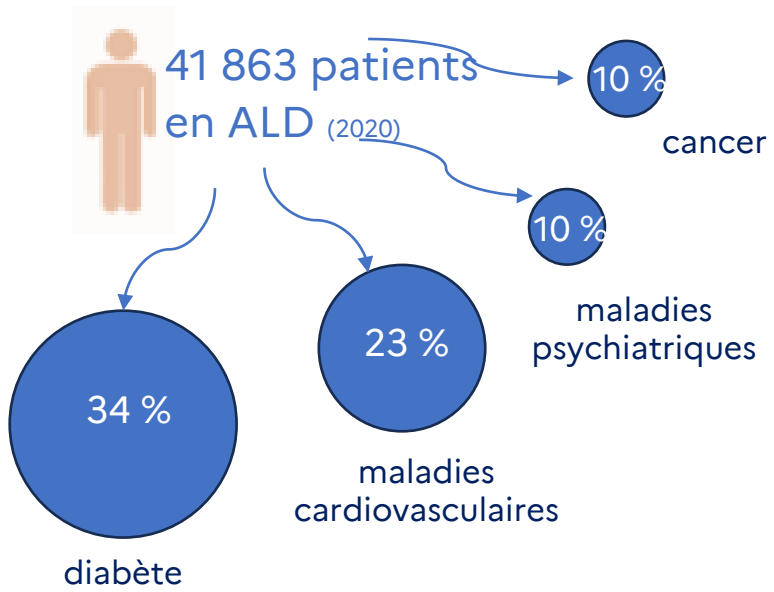 41 863 patients
en ALD (2020)
10 %
cancer
10 %
maladies
psychiatriques
23 %
maladies
cardiovasculaires
34 %
diabète